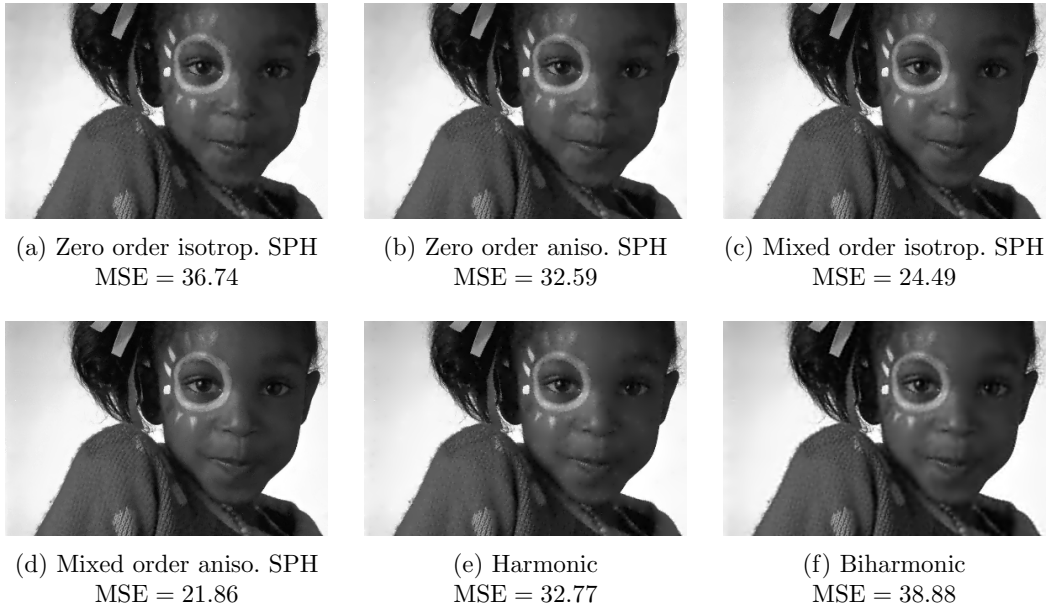 (a) Zero order isotrop. SPH
MSE = 36.74
(b) Zero order aniso. SPH
MSE = 32.59
(c) Mixed order isotrop. SPH
MSE = 24.49
(d) Mixed order aniso. SPH
MSE = 21.86
(e) Harmonic
MSE = 32.77
(f) Biharmonic
MSE = 38.88